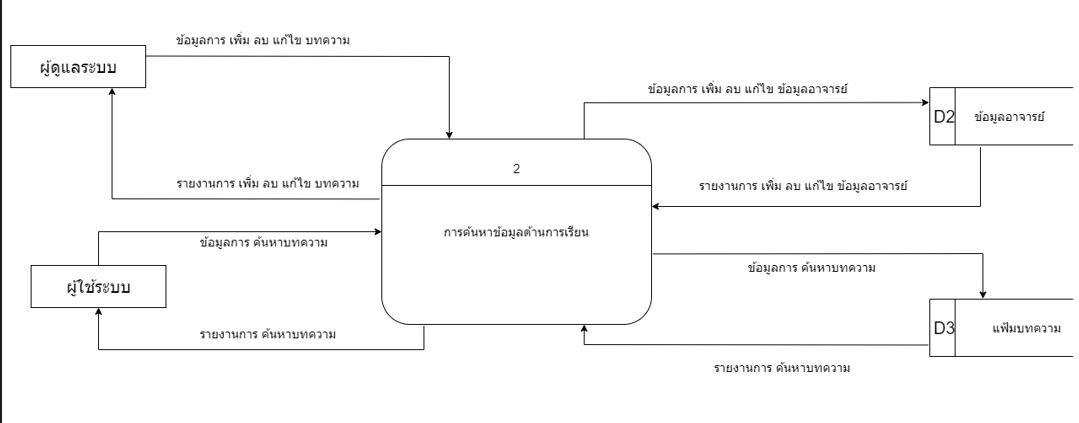 ข้อมูลการ เพิ่ม ลบ แก้ไข บทความ
ผู้ดูแลระบบ
ข้อมูลการ เพิ่ม ลบ แก้ไข ข้อมูลอาจารย์
D2 ข้อมูลอาจารย์
2
รายงานการ เพิ่ม ลบ แก้ไข บทความ
รายงานการ เพิ่ม ลบ แก้ไข ข้อมูลอาจารย์
การค้นหาข้อมูลด้านการเรียน
ข้อมูลการ ค้นหาบทความ
ข้อมูลการ ค้นหาบทความ
ผู้ใช้ระบบ
D3 แฟ้มบทความ
รายงานการ ค้นหาบทความ
รายงานการ ค้นหาบทความ